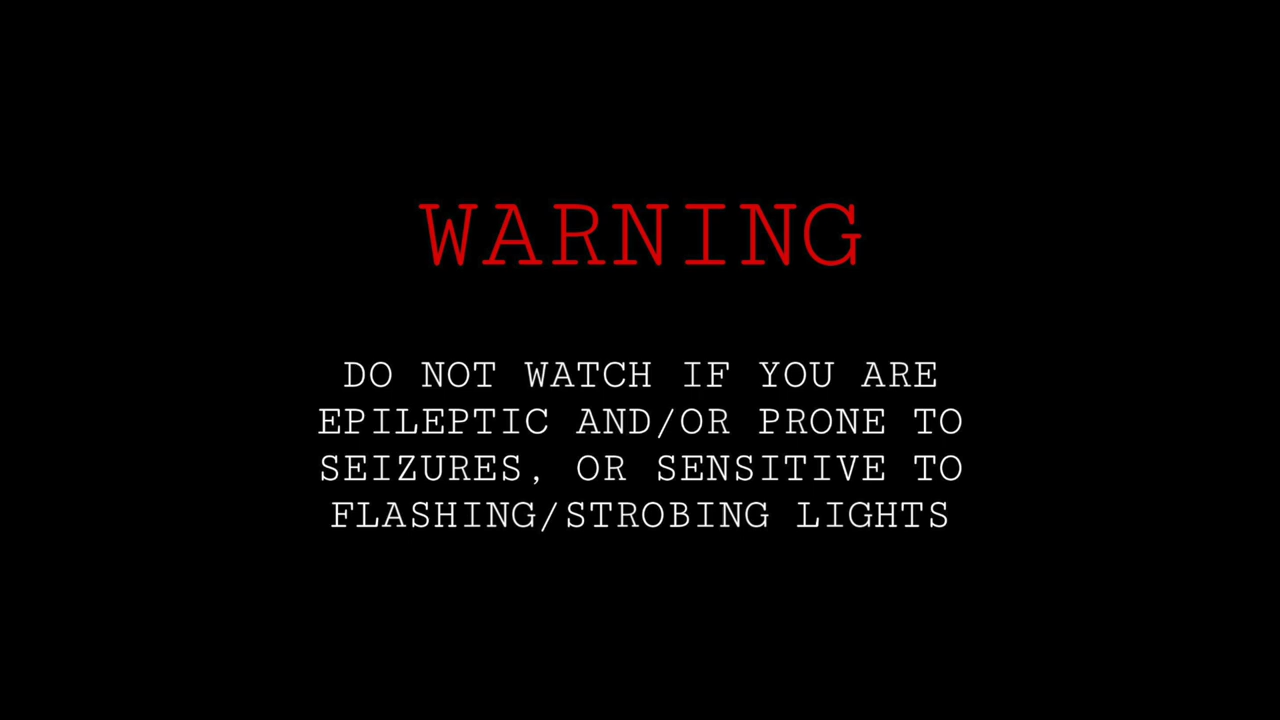 WARNING
DO NOT WATCH IF YOU ARE
EPILEPTIC AND/OR PRONE TO
SEIZURES, OR SENSITIVE TO
FLASHING/STROBING LIGHTS